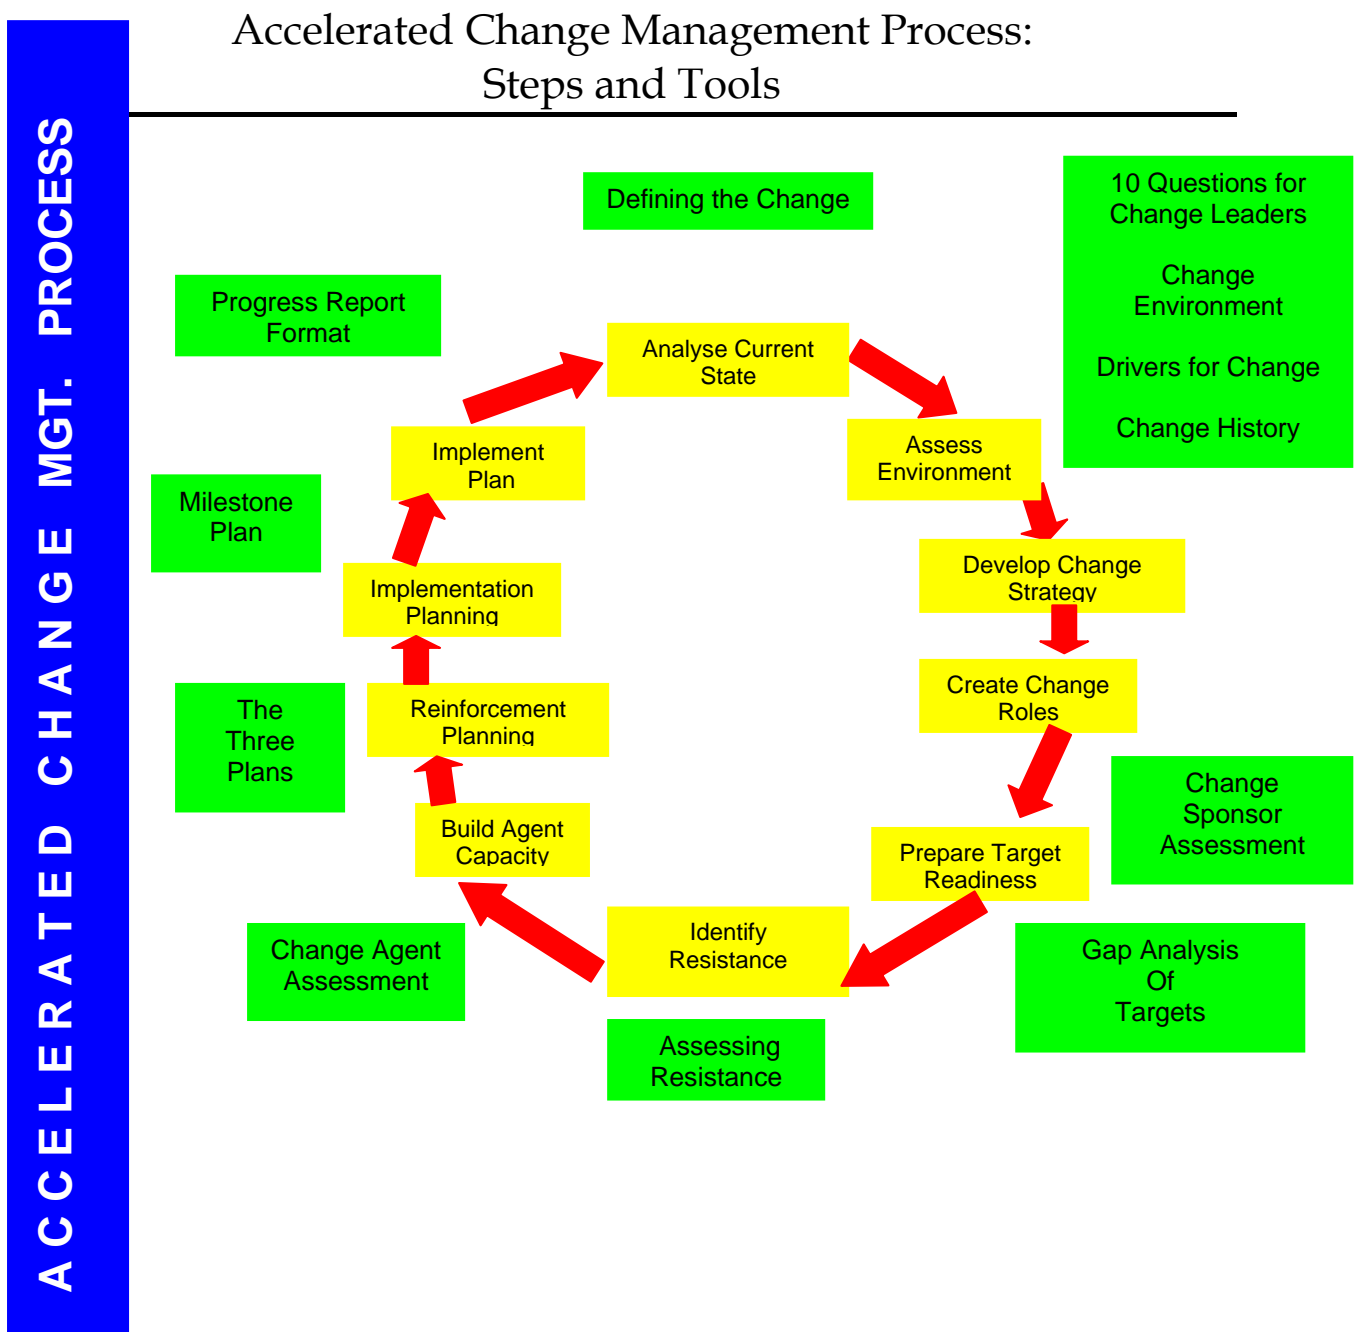 Accelerated Change Management Process:
Steps and Tools
ACCELERATED CHANGE MGT. PROCESS
Defining the Change
10 Questions for
Change Leaders
Change
Environment
Drivers for Change
Change History
Progress Report
Format
Analyse Current
State
Assess
Environment
Implement
Plan
Milestone
Plan
Develop Change
Strategy
Implementation
Planning
Create Change
Roles
Reinforcement
Planning
The
Three
Plans
Change
Sponsor
Assessment
Build Agent
Capacity
Prepare Target
Readiness
Identify
Resistance
Change Agent
Assessment
Gap Analysis
Of
Targets
Assessing
Resistance